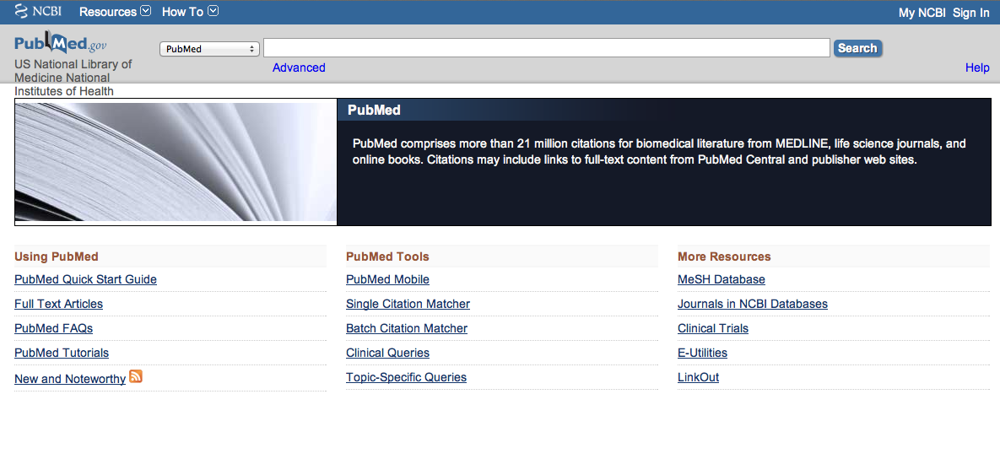 NCBI Resources How To My NCBI Sign In
PubMed.gov
US National Library of
Medicine National
Institutes of Health
PubMed Search
Advanced Help
PubMed
PubMed comprises more than 21 million citations for biomedical literature from MEDLINE, life science journals, and
online books. Citations may include links to full-text content from PubMed Central and publisher web sites.
Using PubMed
PubMed Quick Start Guide
Full Text Articles
PubMed FAQs
PubMed Tutorials
New and Noteworthy
PubMed Tools
PubMed Mobile
Single Citation Matcher
Batch Citation Matcher
Clinical Queries
Topic-Specific Queries
More Resources
MeSH Database
Journals in NCBI Databases
Clinical Trials
E-Utilities
LinkOut